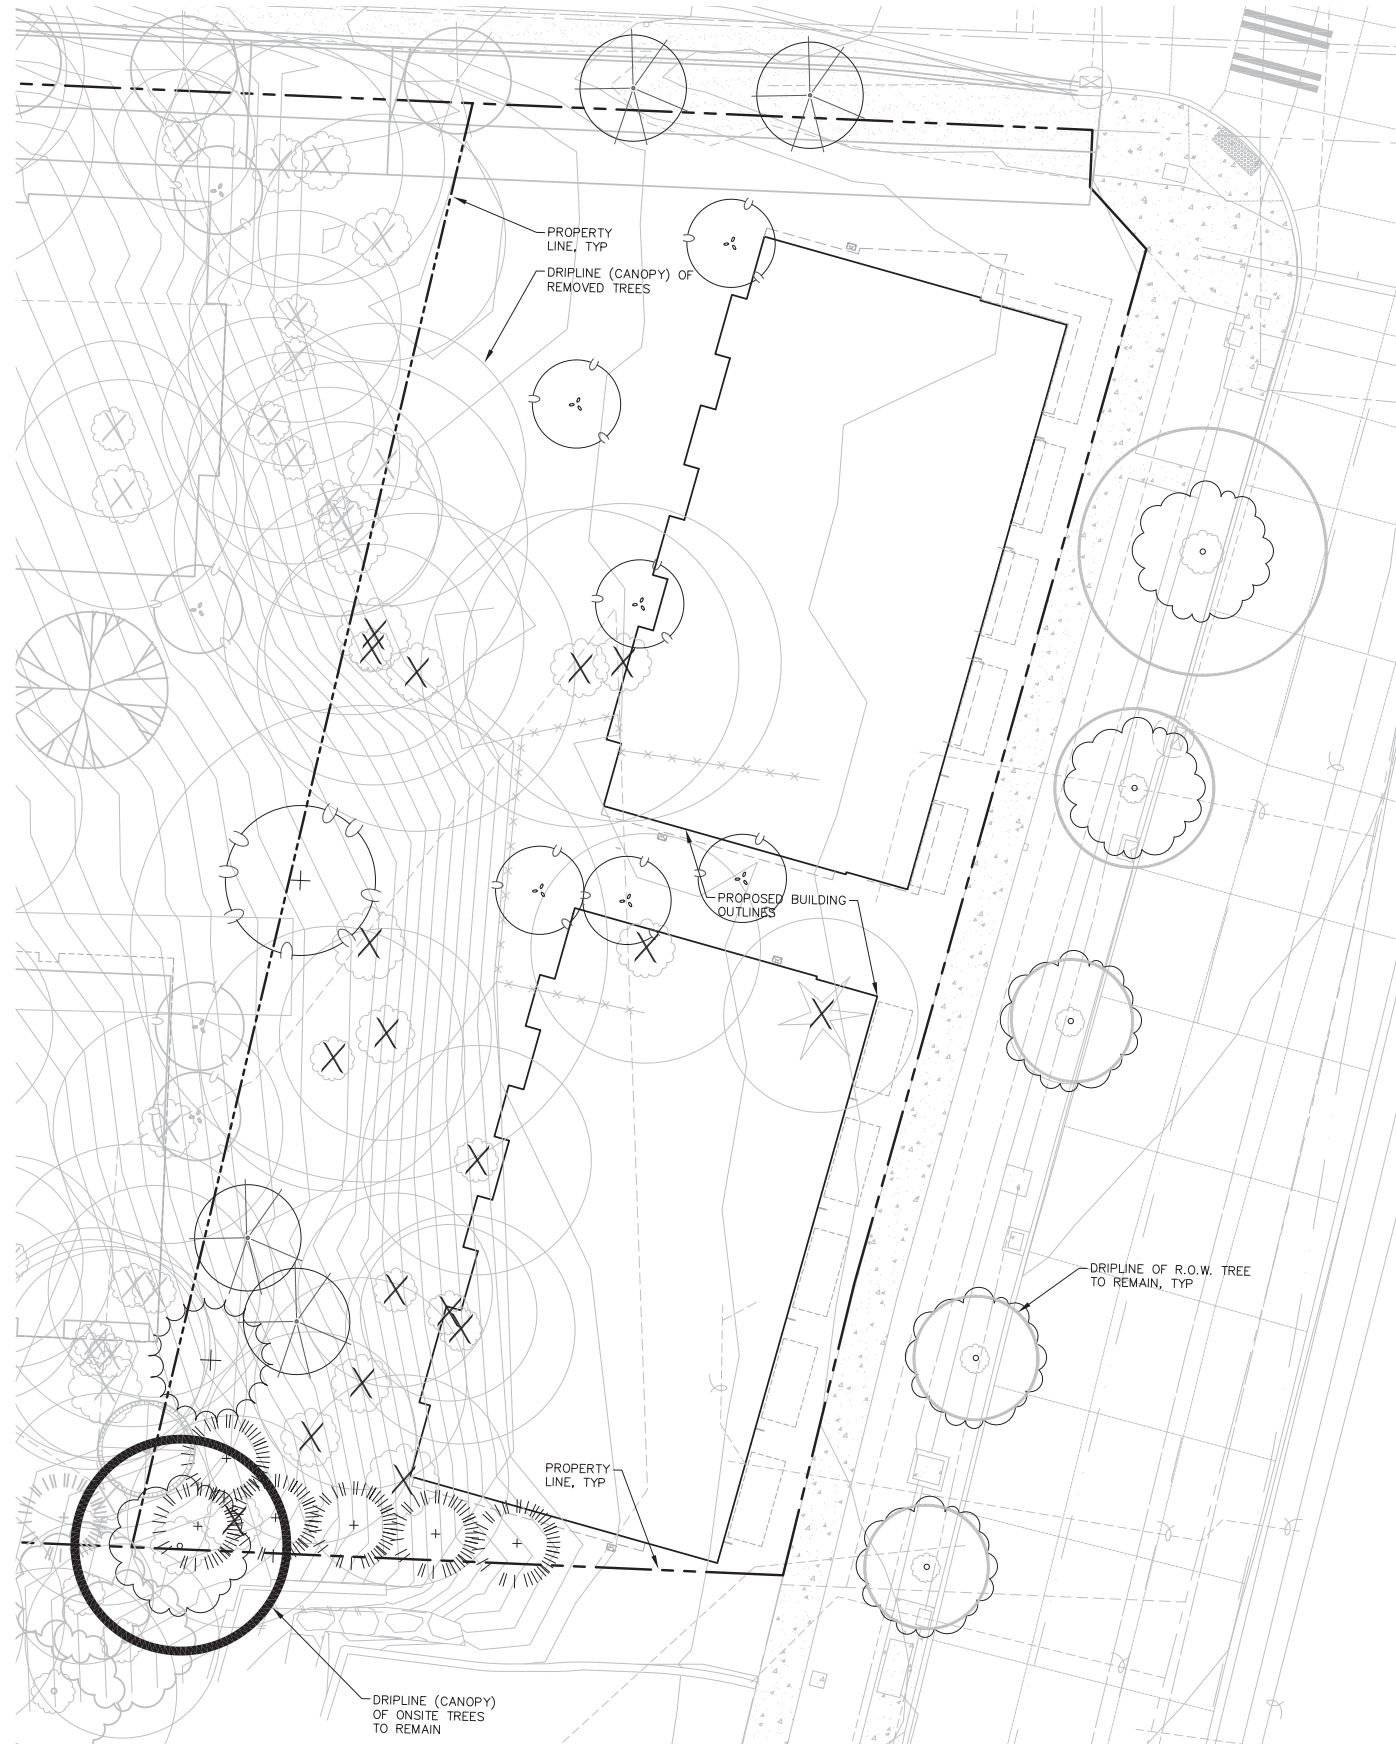 PROPERTY
LINE, TYP
DRIPLINE (CANOPY) OF
REMOVED TREES
PROPOSED BUILDING
OUTLINES
DRIPLINE OF R.O.W. TREE
TO REMAIN, TYP
PROPERTY
LINE, TYP
DRIPLINE (CANOPY)
OF ONSITE TREES
TO REMAIN